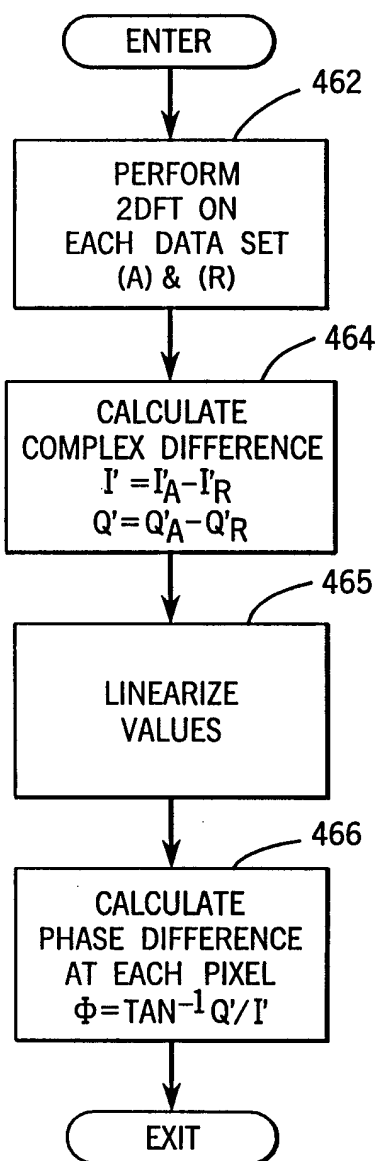 ENTER
462
PERFORM
2DFT ON
EACH DATA SET
(A) & (R)
464
CALCULATE
COMPLEX DIFFERENCE
I' = I'A – I'R
Q' = Q'A – Q'R
465
LINEARIZE
VALUES
466
CALCULATE
PHASE DIFFERENCE
AT EACH PIXEL
Φ = TAN⁻¹ Q'/I'
EXIT